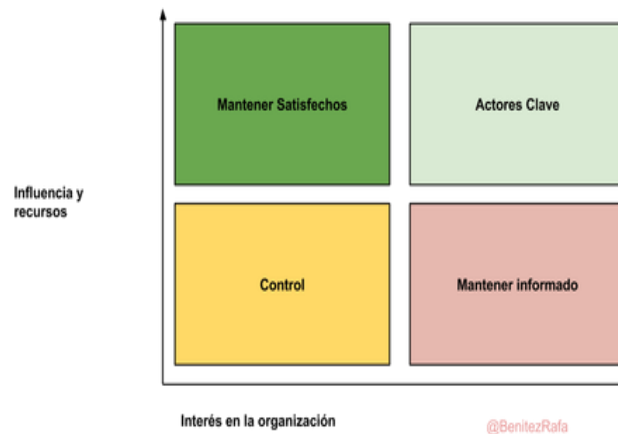 Mantener Satisfechos
Actores Clave
Influencia y
recursos
Control
Mantener informado
Interés en la organización
@BenitezRafa